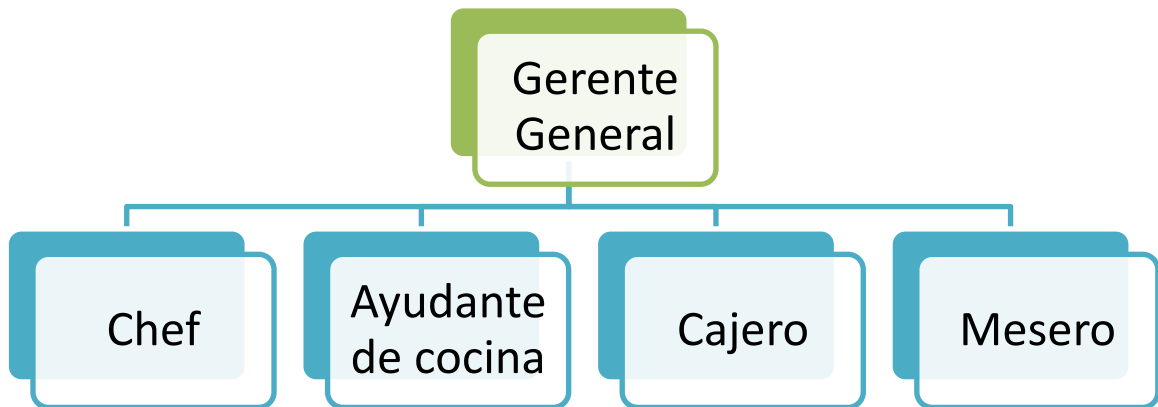 Gerente
General
Chef
Ayudante
de cocina
Cajero
Mesero